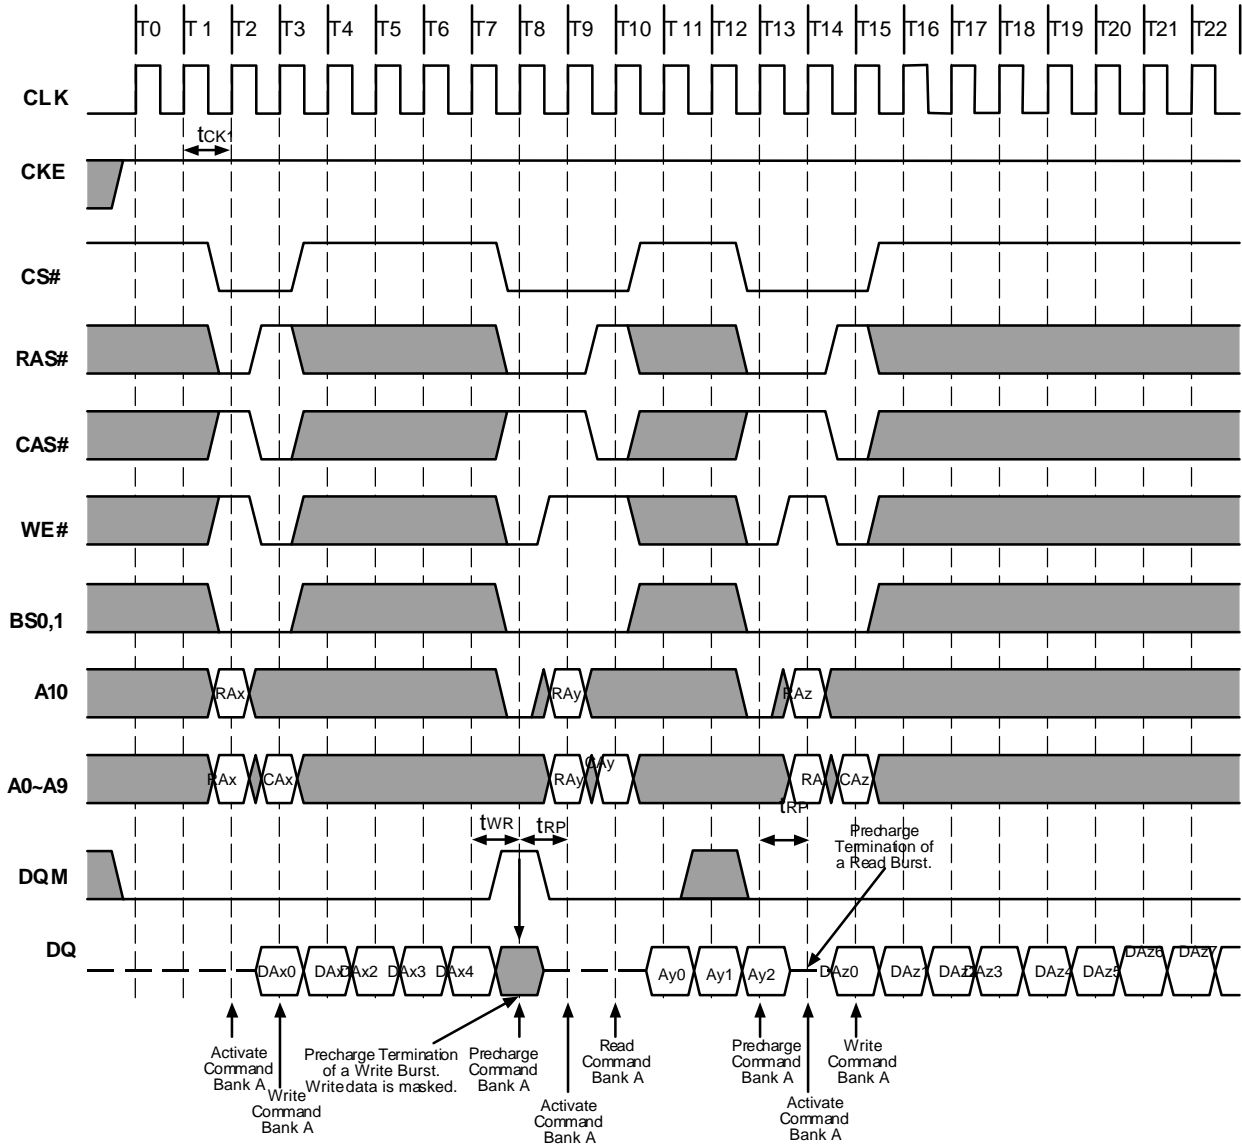 T0 T 1 T2 T3 T4 T5 T6 T7 T8 T9 T10 T 11 T12 T13 T14 T15 T16 T17 T18 T19 T20 T21 T22
CLK
tCK1
CKE
CS#
RAS#
CAS#
WE#
BS0,1
A10
RAx RAy RAz
A0~A9
RAx CAx RAy CAy RA CAz
tWR tRP tRP
Precharge
Termination of
a Read Burst.
DQM
DQ
DAx0 DAx1 DAx2 DAx3 DAx4 Ay0 Ay1 Ay2 DAz0 DAz1 DAz2 DAz3 DAz4 DAz5 DAz6 DAz7
Activate
Command
Bank A
Write
Command
Bank A
Precharge Termination
of a Write Burst.
Write data is masked.
Precharge
Command
Bank A
Activate
Command
Bank A
Read
Command
Bank A
Precharge
Command
Bank A
Activate
Command
Bank A
Write
Command
Bank A